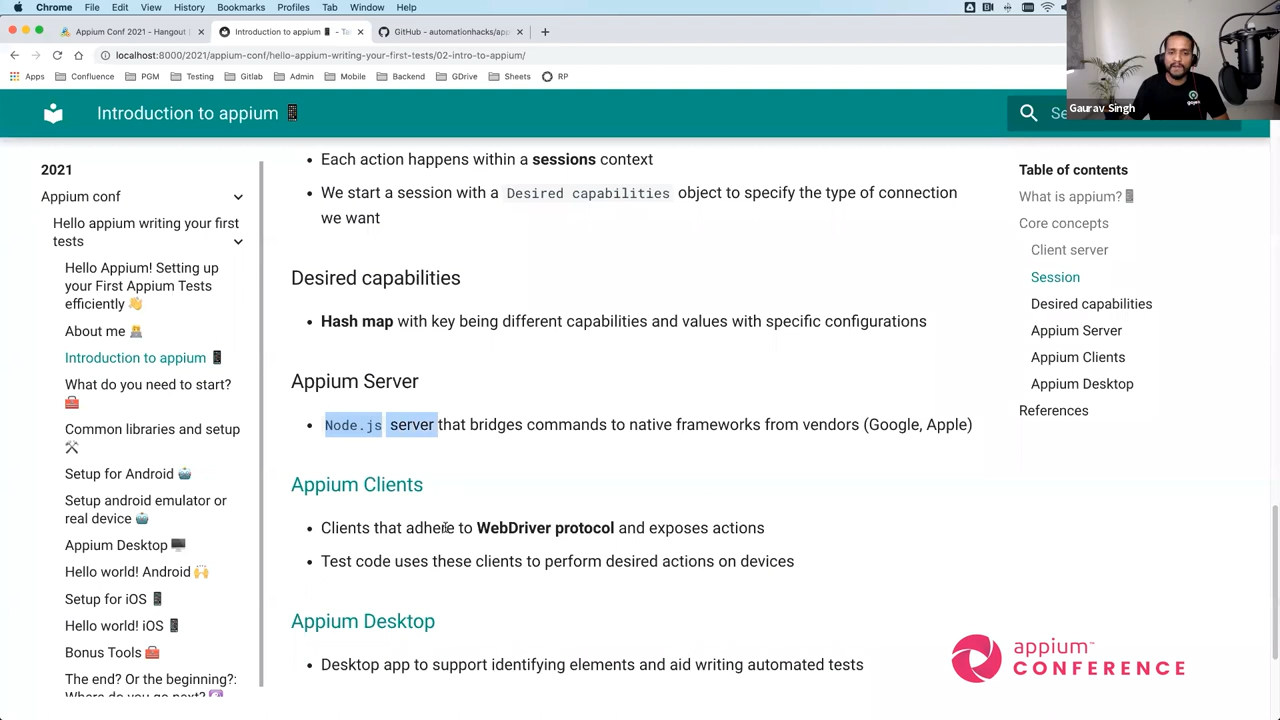 Chrome File Edit View History Bookmarks Profiles Tab Window Help
Appium Conf 2021 - Hangout
Introduction to appium
GitHub - automationhacks/app
localhost:8000/2021/appium-conf/hello-appium-writing-your-first-tests/02-intro-to-appium/
Apps Confluence PGM Testing Gitlab Admin Mobile Backend GDrive Sheets RP
Gaurav Singh
Introduction to appium 📱
2021
Appium conf
Hello appium writing your first
tests
Hello Appium! Setting up
your First Appium Tests
efficiently 👋
About me
Introduction to appium 📱
What do you need to start?
🧰
Common libraries and setup
🛠
Setup for Android 🤖
Setup android emulator or
real device 🤖
Appium Desktop 🖥
Hello world! Android 🙌
Setup for iOS 📱
Hello world! iOS 📱
Bonus Tools 🧰
The end? Or the beginning?:
Where do you go next?
• Each action happens within a sessions context
• We start a session with a Desired capabilities object to specify the type of connection
we want
Desired capabilities
• Hash map with key being different capabilities and values with specific configurations
Appium Server
• Node.js server that bridges commands to native frameworks from vendors (Google, Apple)
Appium Clients
• Clients that adhere to WebDriver protocol and exposes actions
• Test code uses these clients to perform desired actions on devices
Appium Desktop
• Desktop app to support identifying elements and aid writing automated tests
Table of contents
What is appium? 📱
Core concepts
Client server
Session
Desired capabilities
Appium Server
Appium Clients
Appium Desktop
References
appium™
CONFERENCE